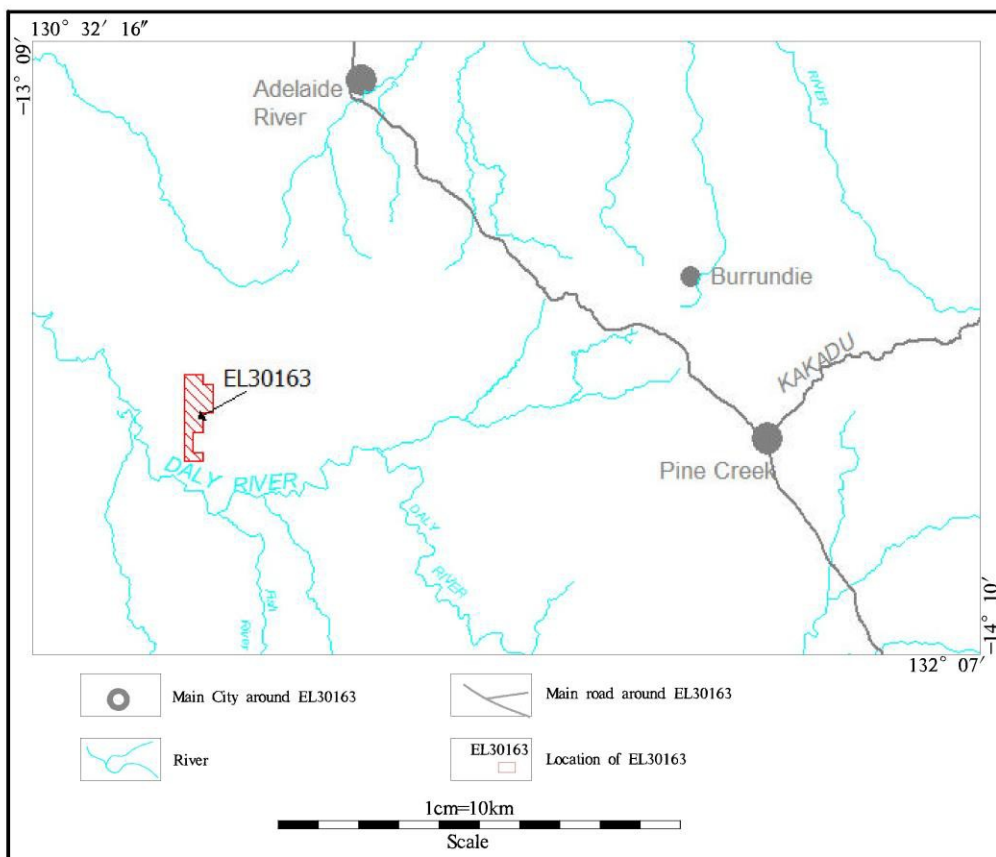 130° 32′ 16″
−13° 09′
RIVER
Adelaide
River
Burrundie
KAKADU
EL30163
Pine Creek
DALY RIVER
DALY
RIVER
Fish
River
−14° 10′
132° 07′
Main City around EL30163
Main road around EL30163
River
EL30163
Location of EL30163
1cm=10km
Scale